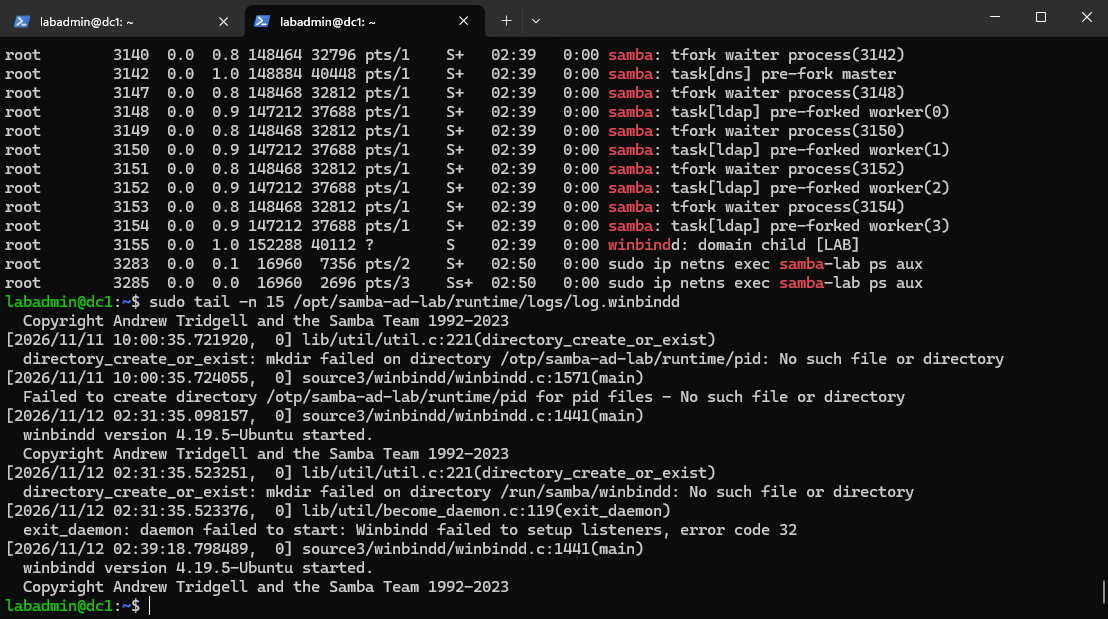 labadmin@dc1: ~
labadmin@dc1: ~
root        3140  0.0  0.8 148464 32796 pts/1    S+   02:39   0:00 samba: tfork waiter process(3142)
root        3142  0.0  1.0 148884 40448 pts/1    S+   02:39   0:00 samba: task[dns] pre-fork master
root        3147  0.0  0.8 148468 32812 pts/1    S+   02:39   0:00 samba: tfork waiter process(3148)
root        3148  0.0  0.9 147212 37688 pts/1    S+   02:39   0:00 samba: task[ldap] pre-forked worker(0)
root        3149  0.0  0.8 148468 32812 pts/1    S+   02:39   0:00 samba: tfork waiter process(3150)
root        3150  0.0  0.9 147212 37688 pts/1    S+   02:39   0:00 samba: task[ldap] pre-forked worker(1)
root        3151  0.0  0.8 148468 32812 pts/1    S+   02:39   0:00 samba: tfork waiter process(3152)
root        3152  0.0  0.9 147212 37688 pts/1    S+   02:39   0:00 samba: task[ldap] pre-forked worker(2)
root        3153  0.0  0.8 148468 32812 pts/1    S+   02:39   0:00 samba: tfork waiter process(3154)
root        3154  0.0  0.9 147212 37688 pts/1    S+   02:39   0:00 samba: task[ldap] pre-forked worker(3)
root        3155  0.0  1.0 152288 40112 ?        S    02:39   0:00 winbindd: domain child [LAB]
root        3283  0.0  0.1  16960  7356 pts/2    S+   02:50   0:00 sudo ip netns exec samba-lab ps aux
root        3285  0.0  0.0  16960  2696 pts/3    Ss+  02:50   0:00 sudo ip netns exec samba-lab ps aux
labadmin@dc1:~$ sudo tail -n 15 /opt/samba-ad-lab/runtime/logs/log.winbindd
  Copyright Andrew Tridgell and the Samba Team 1992-2023
[2026/11/11 10:00:35.721920,  0] lib/util/util.c:221(directory_create_or_exist)
  directory_create_or_exist: mkdir failed on directory /otp/samba-ad-lab/runtime/pid: No such file or directory
[2026/11/11 10:00:35.724055,  0] source3/winbindd/winbindd.c:1571(main)
  Failed to create directory /otp/samba-ad-lab/runtime/pid for pid files - No such file or directory
[2026/11/12 02:31:35.098157,  0] source3/winbindd/winbindd.c:1441(main)
  winbindd version 4.19.5-Ubuntu started.
  Copyright Andrew Tridgell and the Samba Team 1992-2023
[2026/11/12 02:31:35.523251,  0] lib/util/util.c:221(directory_create_or_exist)
  directory_create_or_exist: mkdir failed on directory /run/samba/winbindd: No such file or directory
[2026/11/12 02:31:35.523376,  0] lib/util/become_daemon.c:119(exit_daemon)
  exit_daemon: daemon failed to start: Winbindd failed to setup listeners, error code 32
[2026/11/12 02:39:18.798489,  0] source3/winbindd/winbindd.c:1441(main)
  winbindd version 4.19.5-Ubuntu started.
  Copyright Andrew Tridgell and the Samba Team 1992-2023
labadmin@dc1:~$